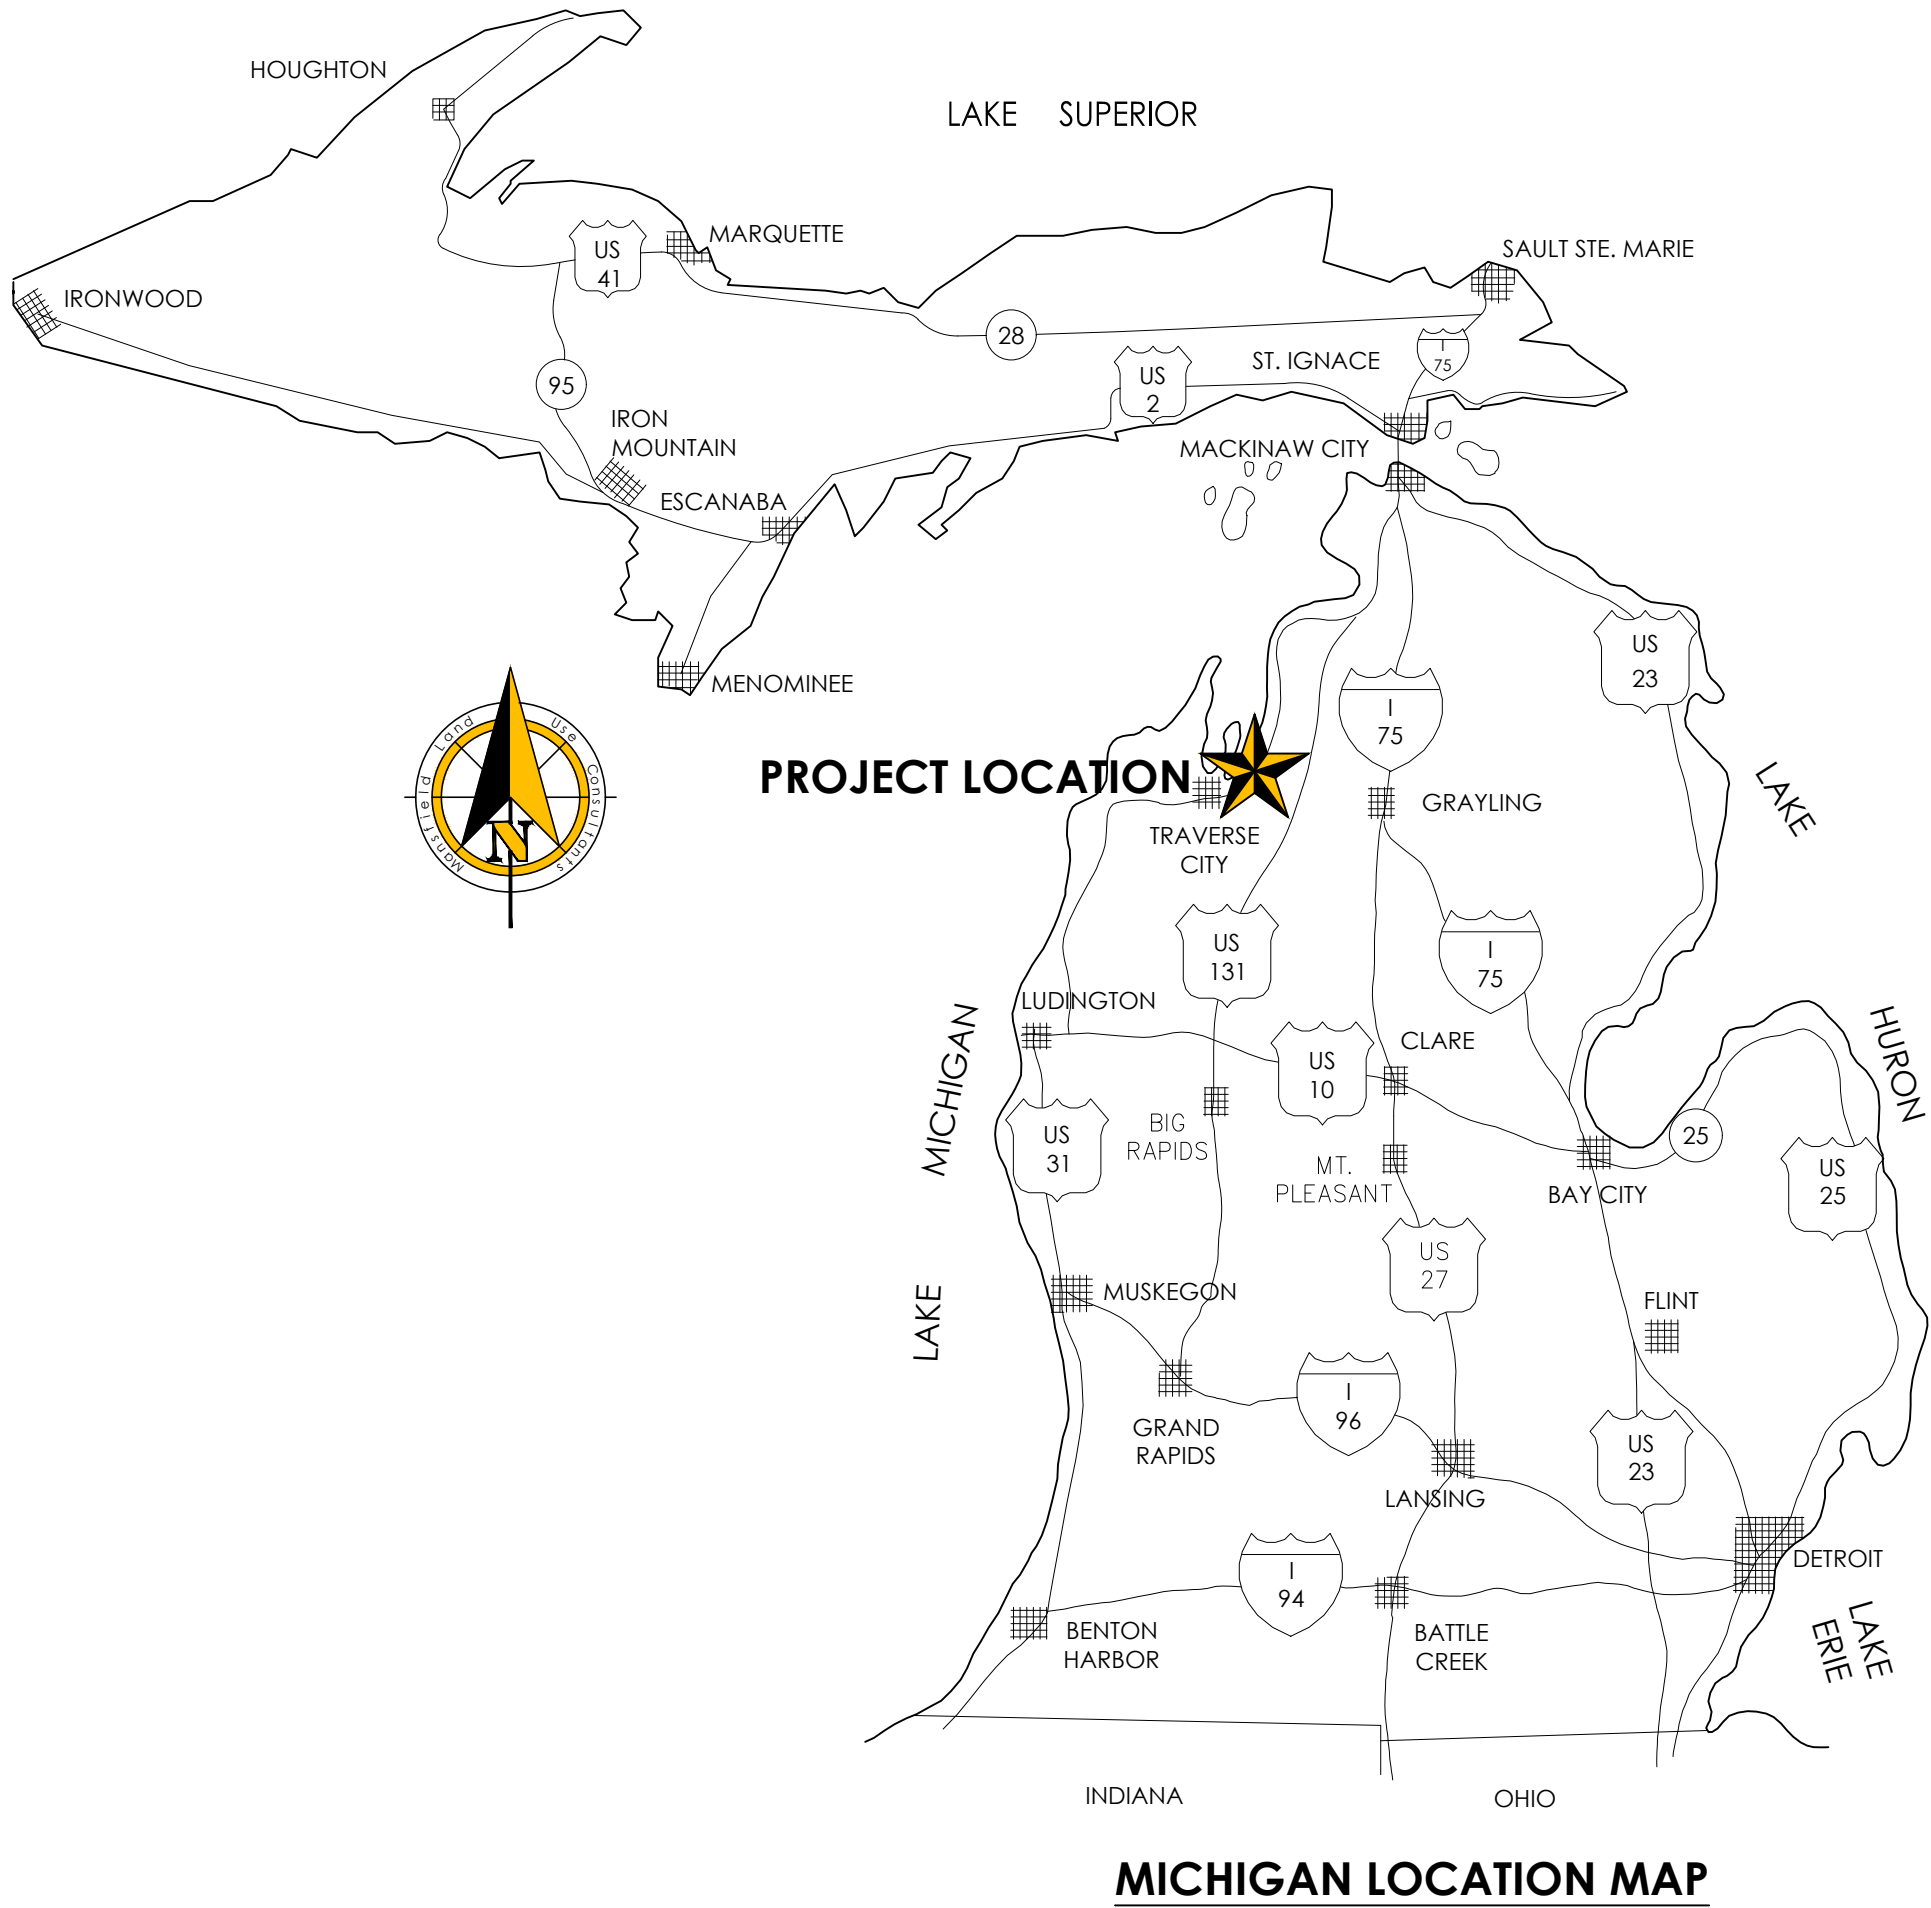 HOUGHTON
LAKE SUPERIOR
MARQUETTE
US
41
SAULT STE. MARIE
IRONWOOD
28
I
75
ST. IGNACE
US
2
95
IRON
MOUNTAIN
MACKINAW CITY
ESCANABA
US
23
MENOMINEE
Mansfield Land Use Consultants
N
I
75
PROJECT LOCATION
GRAYLING
LAKE
TRAVERSE
CITY
US
131
I
75
LUDINGTON
MICHIGAN
HURON
CLARE
US
10
US
31
BIG
RAPIDS
25
MT.
PLEASANT
BAY CITY
US
25
US
27
MUSKEGON
LAKE
FLINT
I
96
GRAND
RAPIDS
US
23
LANSING
DETROIT
I
94
BENTON
HARBOR
BATTLE
CREEK
LAKE
ERIE
INDIANA
OHIO
MICHIGAN LOCATION MAP